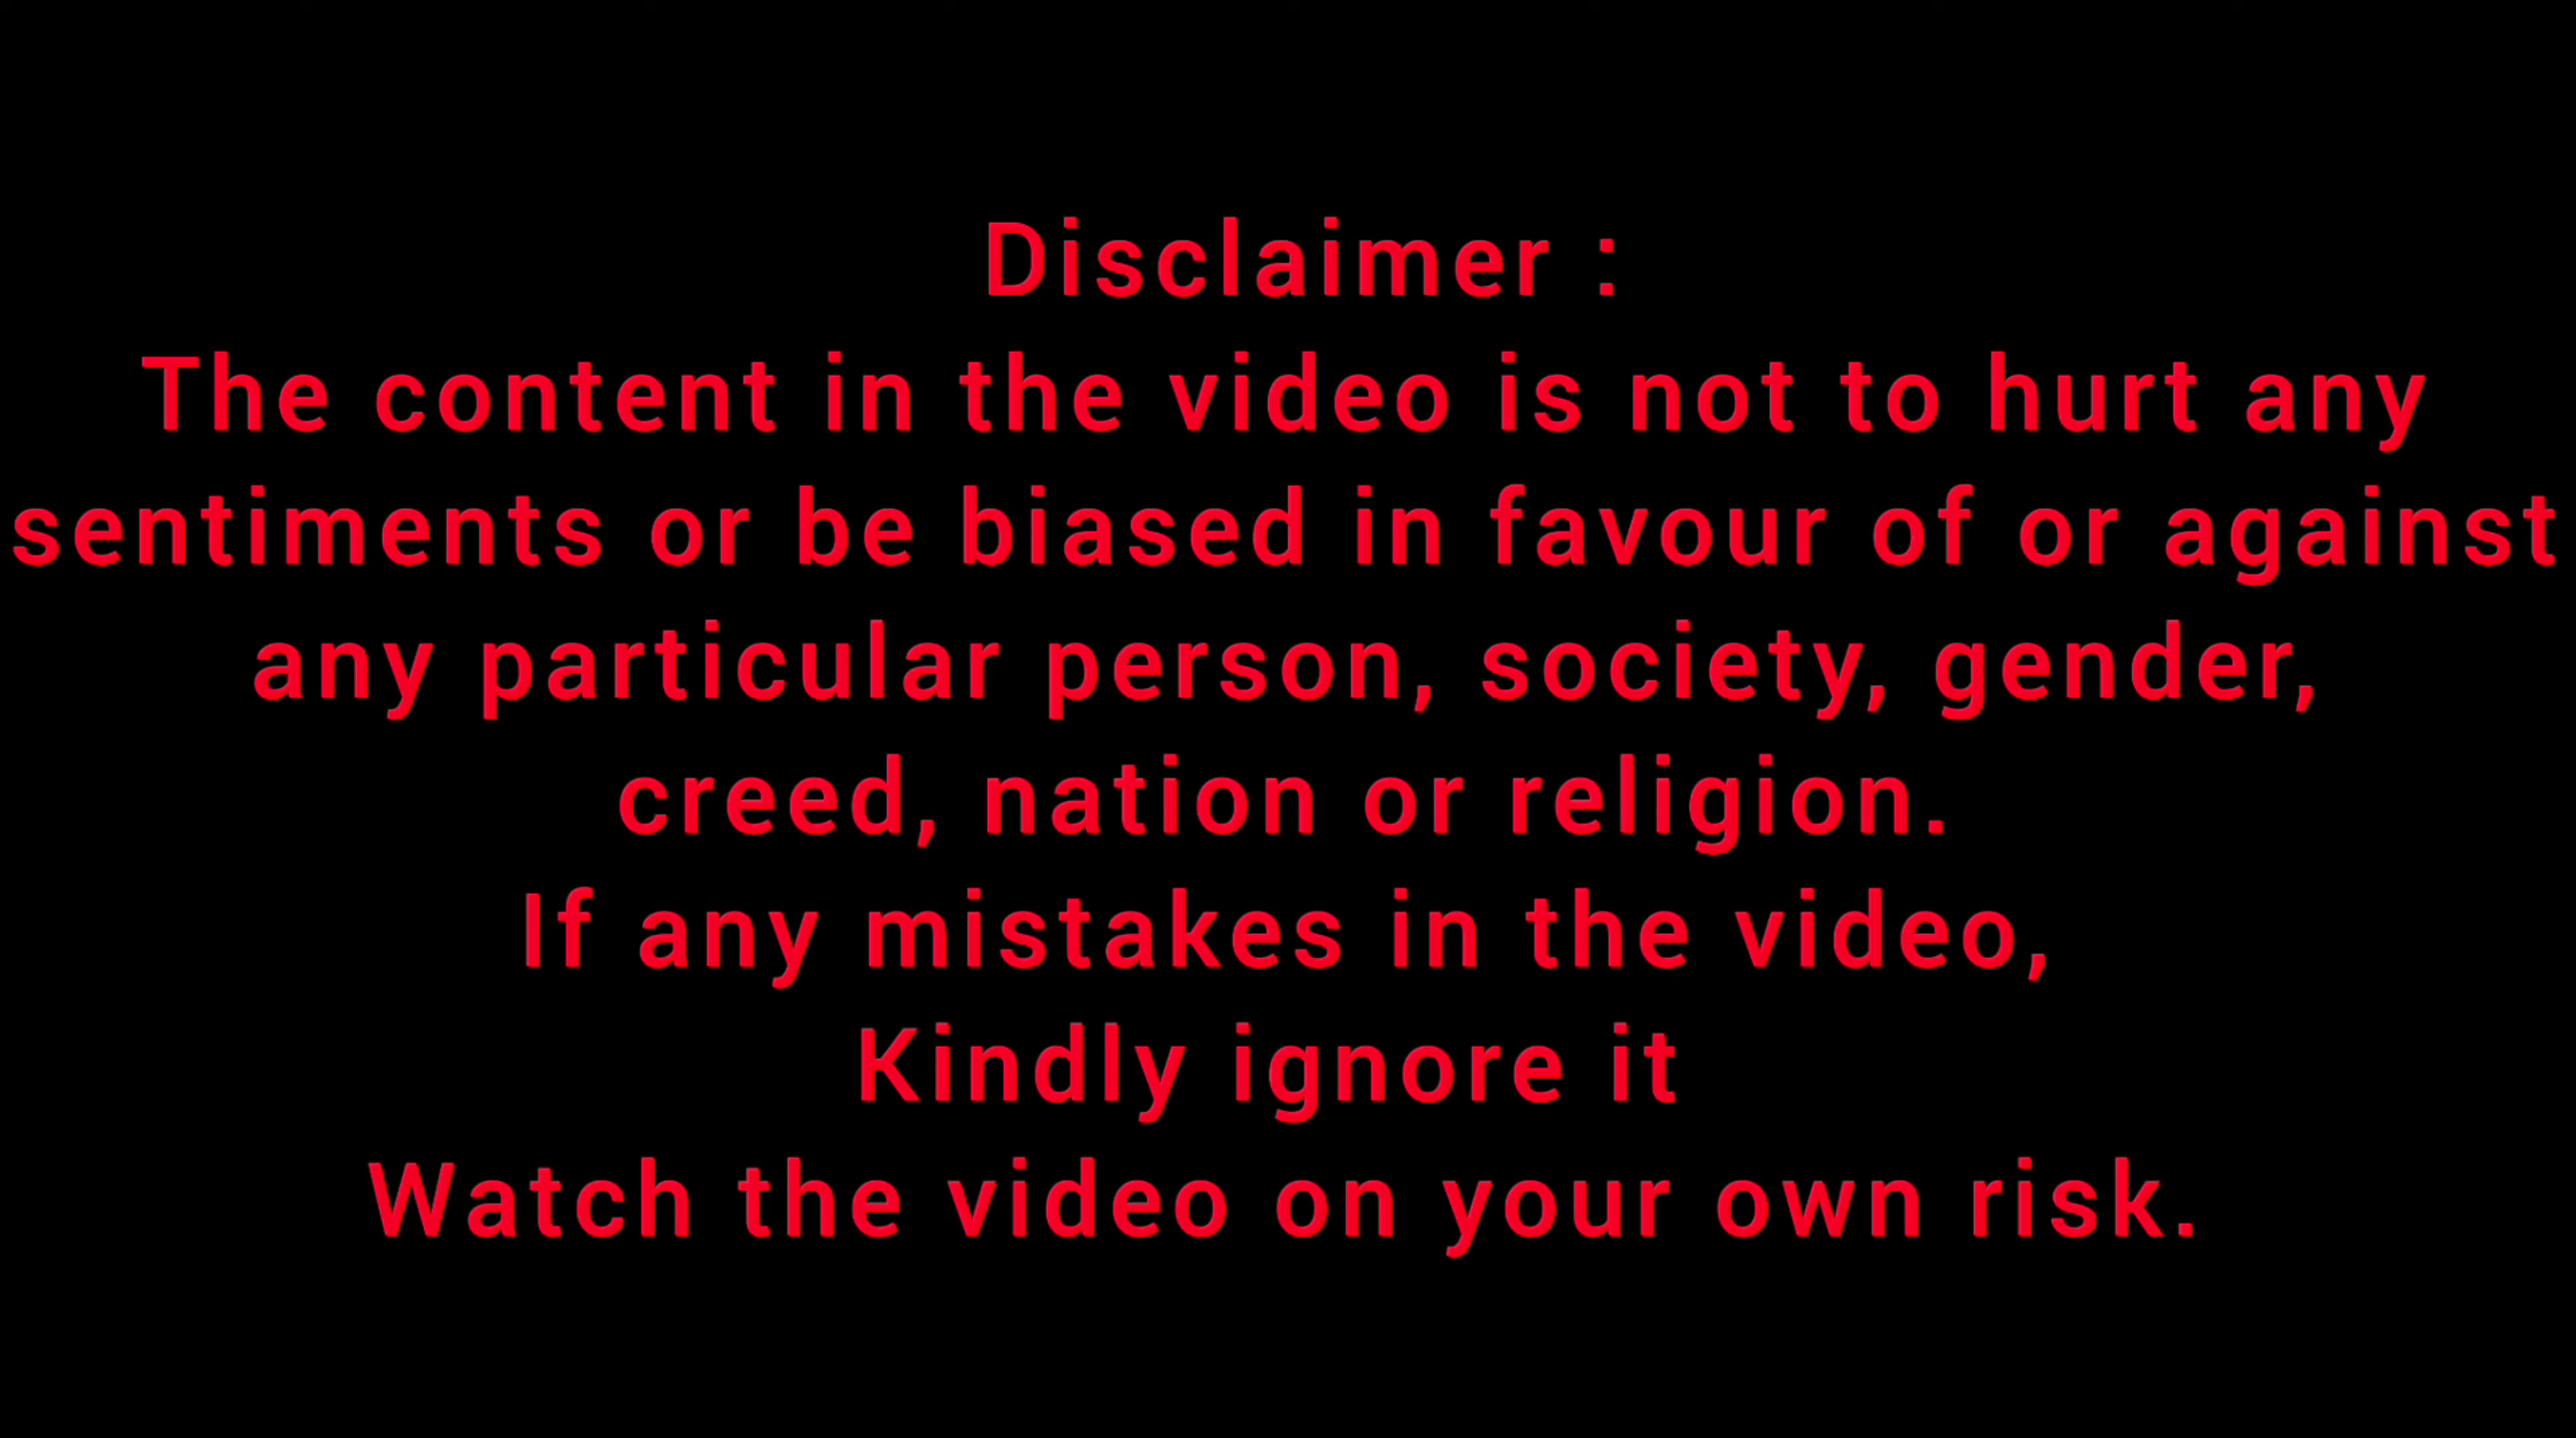 Disclaimer :
The content in the video is not to hurt any
sentiments or be biased in favour of or against
any particular person, society, gender,
creed, nation or religion.
If any mistakes in the video,
Kindly ignore it
Watch the video on your own risk.